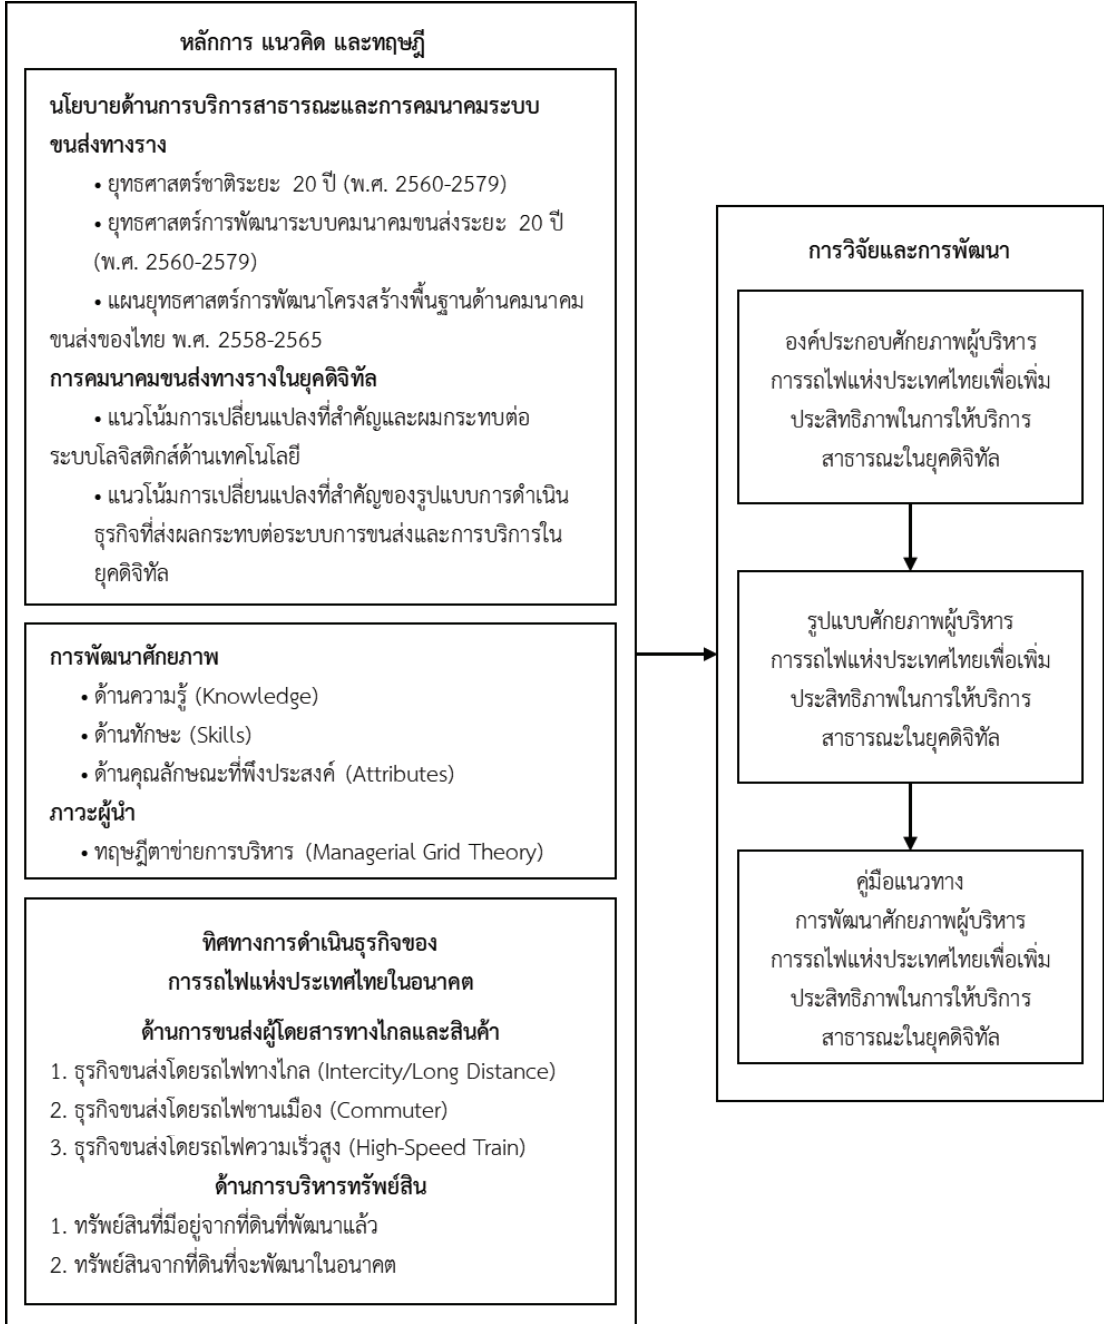 หลักการ แนวคิด และทฤษฎี
นโยบายด้านการบริการสาธารณะและการคมนาคมระบบ
ขนส่งทางราง
• ยุทธศาสตร์ชาติระยะ 20 ปี (พ.ศ. 2560-2579)
• ยุทธศาสตร์การพัฒนาระบบคมนาคมขนส่งระยะ 20 ปี
(พ.ศ. 2560-2579)
• แผนยุทธศาสตร์การพัฒนาโครงสร้างพื้นฐานด้านคมนาคม
ขนส่งของไทย พ.ศ. 2558-2565
การคมนาคมขนส่งทางรางในยุคดิจิทัล
• แนวโน้มการเปลี่ยนแปลงที่สำคัญและผมกระทบต่อ
ระบบโลจิสติกส์ด้านเทคโนโลยี
• แนวโน้มการเปลี่ยนแปลงที่สำคัญของรูปแบบการดำเนิน
ธุรกิจที่ส่งผลกระทบต่อระบบการขนส่งและการบริการใน
ยุคดิจิทัล
การพัฒนาศักยภาพ
• ด้านความรู้ (Knowledge)
• ด้านทักษะ (Skills)
• ด้านคุณลักษณะที่พึงประสงค์ (Attributes)
ภาวะผู้นำ
• ทฤษฎีตาข่ายการบริหาร (Managerial Grid Theory)
ทิศทางการดำเนินธุรกิจของ
การรถไฟแห่งประเทศไทยในอนาคต
ด้านการขนส่งผู้โดยสารทางไกลและสินค้า
1. ธุรกิจขนส่งโดยรถไฟทางไกล (Intercity/Long Distance)
2. ธุรกิจขนส่งโดยรถไฟชานเมือง (Commuter)
3. ธุรกิจขนส่งโดยรถไฟความเร็วสูง (High-Speed Train)
ด้านการบริหารทรัพย์สิน
1. ทรัพย์สินที่มีอยู่จากที่ดินที่พัฒนาแล้ว
2. ทรัพย์สินจากที่ดินที่จะพัฒนาในอนาคต
การวิจัยและการพัฒนา
องค์ประกอบศักยภาพผู้บริหาร
การรถไฟแห่งประเทศไทยเพื่อเพิ่ม
ประสิทธิภาพในการให้บริการ
สาธารณะในยุคดิจิทัล
รูปแบบศักยภาพผู้บริหาร
การรถไฟแห่งประเทศไทยเพื่อเพิ่ม
ประสิทธิภาพในการให้บริการ
สาธารณะในยุคดิจิทัล
คู่มือแนวทาง
การพัฒนาศักยภาพผู้บริหาร
การรถไฟแห่งประเทศไทยเพื่อเพิ่ม
ประสิทธิภาพในการให้บริการ
สาธารณะในยุคดิจิทัล